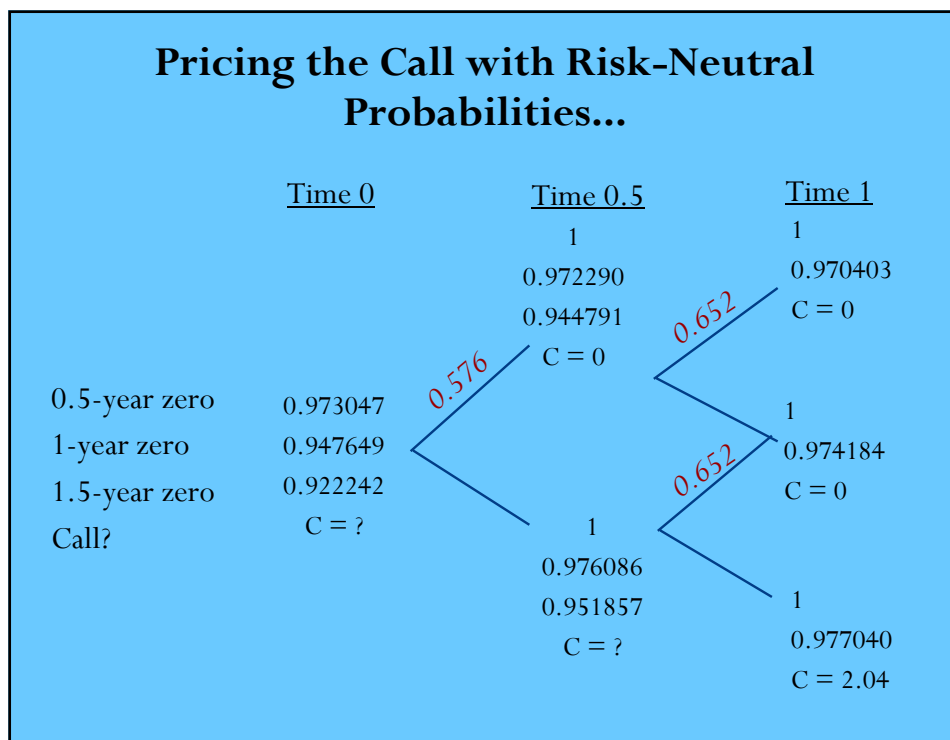 Pricing the Call with Risk-Neutral
Probabilities...
Time 0
Time 0.5
Time 1
1
0.972290
0.944791
C = 0
1
0.970403
C = 0
0.576
0.652
0.5-year zero
1-year zero
1.5-year zero
Call?
0.973047
0.947649
0.922242
C = ?
1
0.974184
C = 0
0.652
1
0.976086
0.951857
C = ?
1
0.977040
C = 2.04